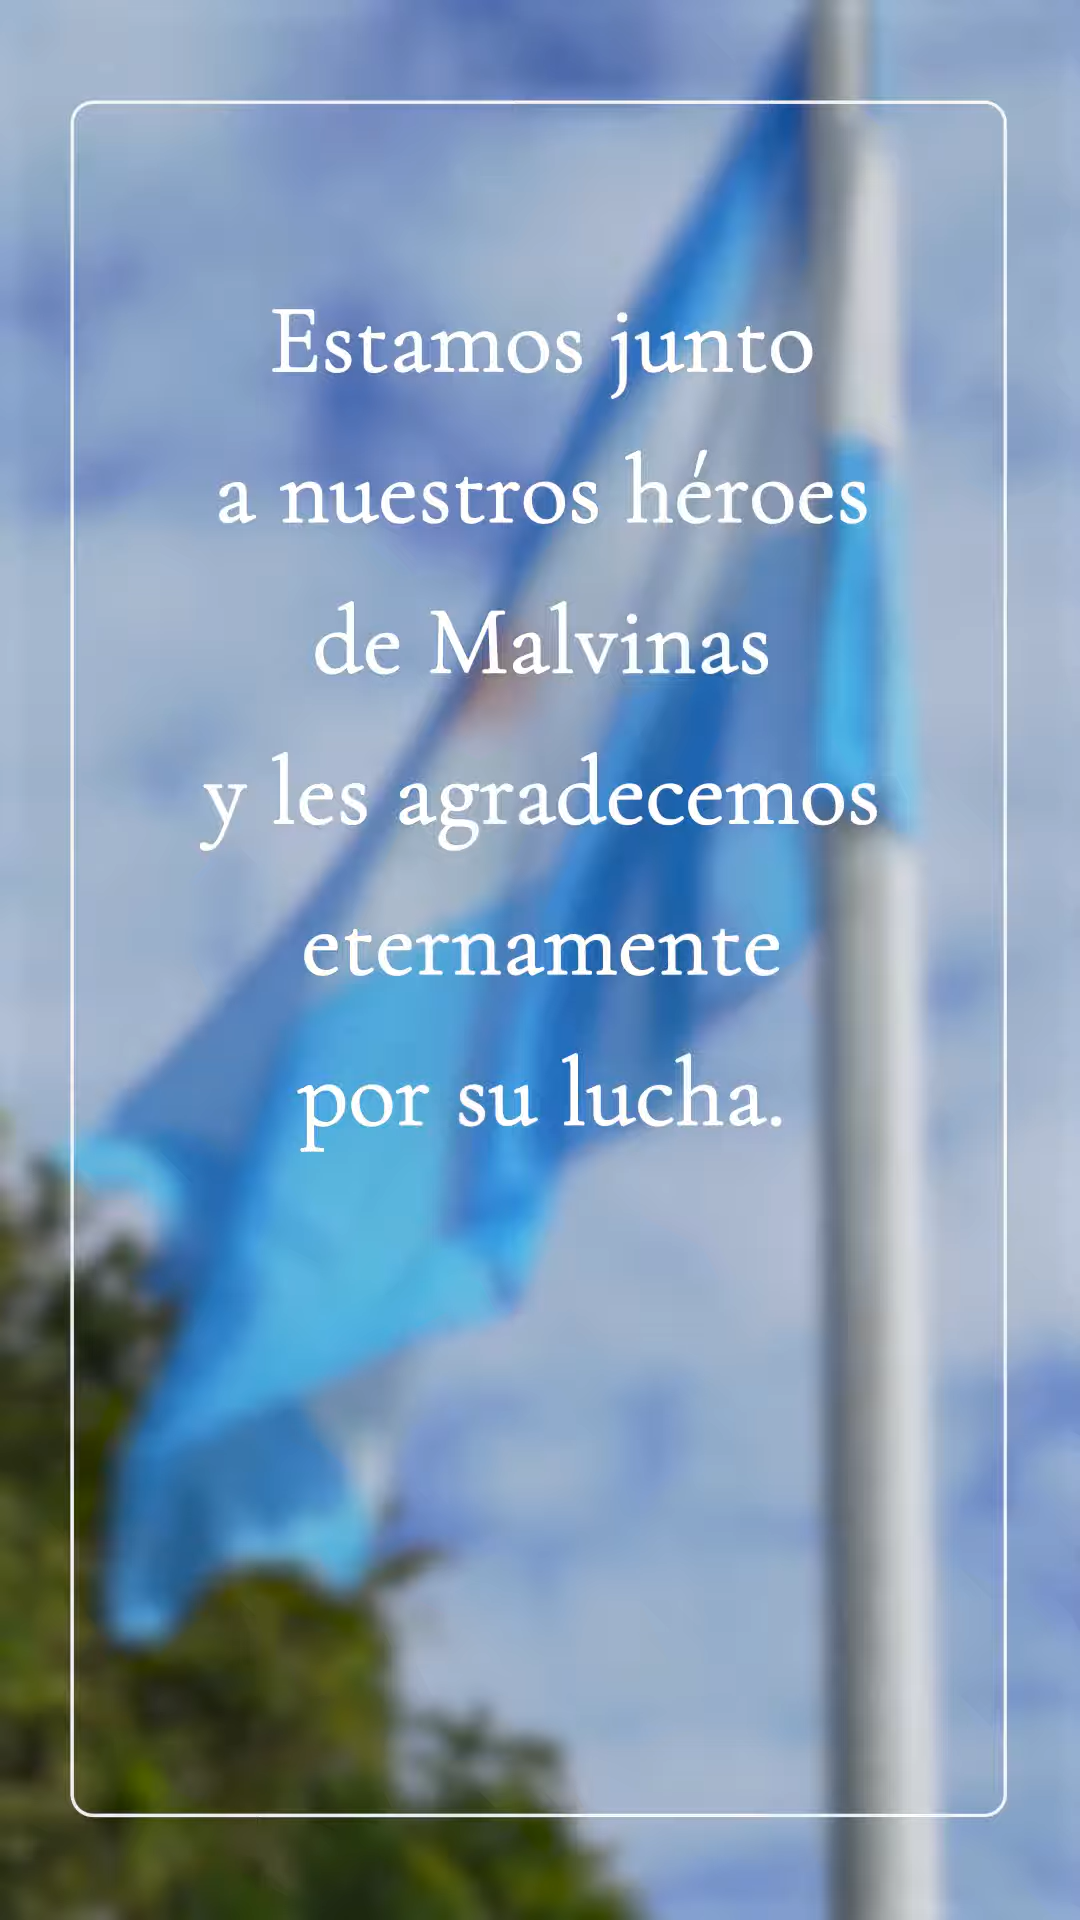 Estamos junto
a nuestros héroes
de Malvinas
y les agradecemos
eternamente
por su lucha.